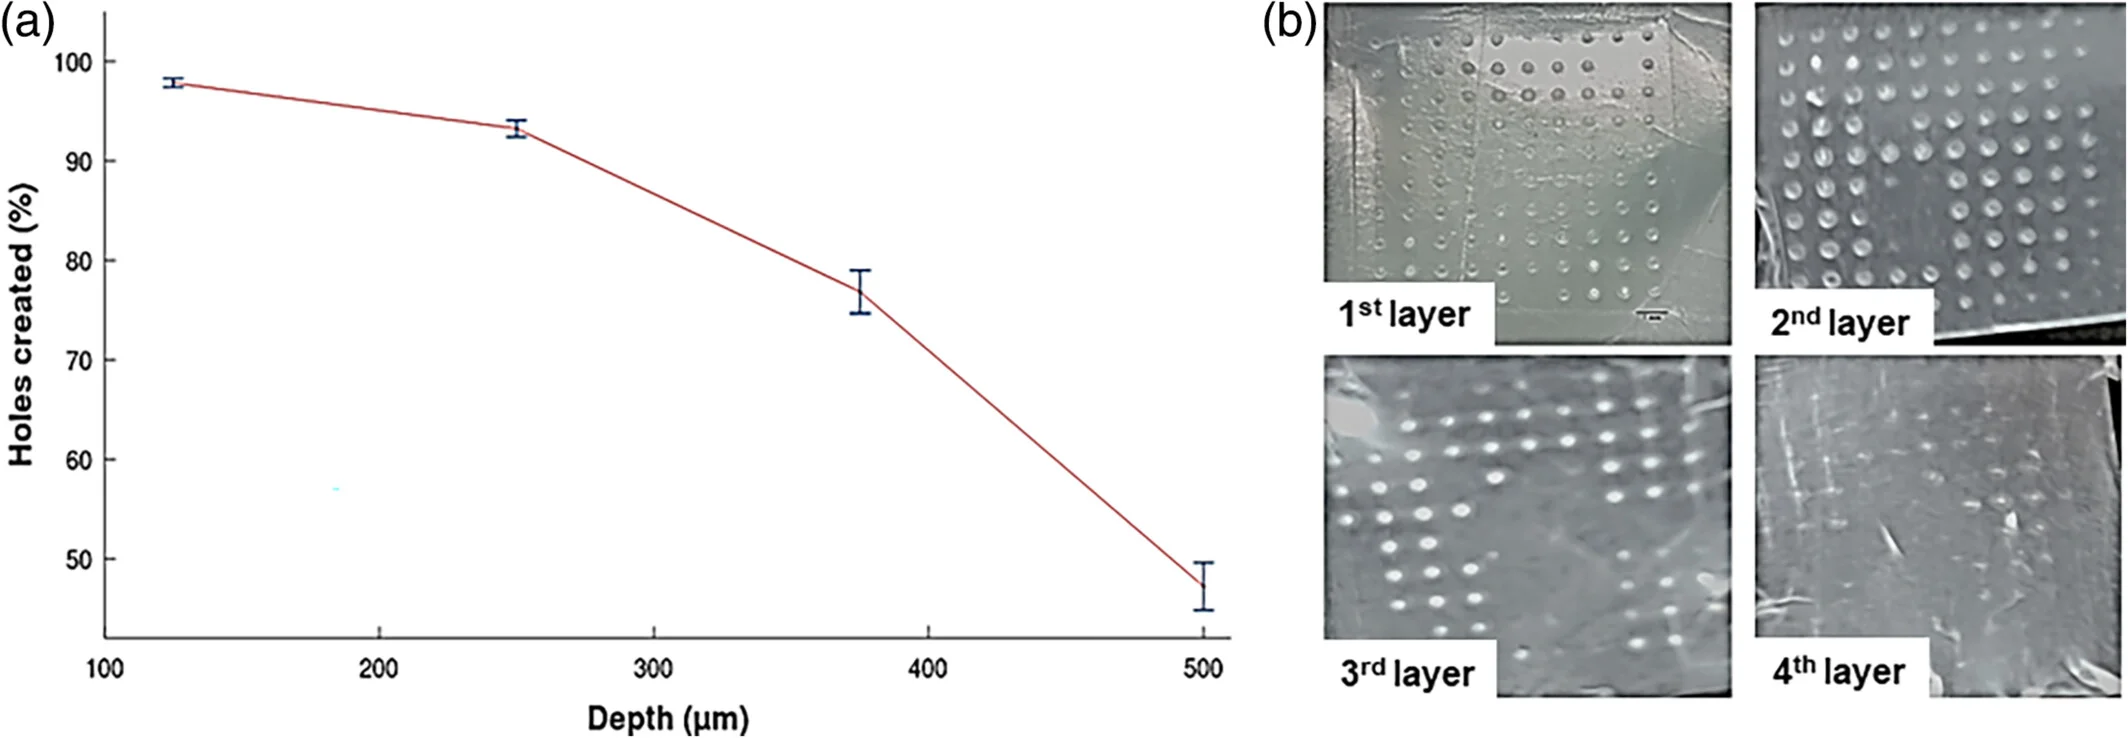 (a)
100
90
80
70
60
50
Holes created (%)
100 200 300 400 500
Depth (µm)
(b)
1st layer
2nd layer
3rd layer
4th layer